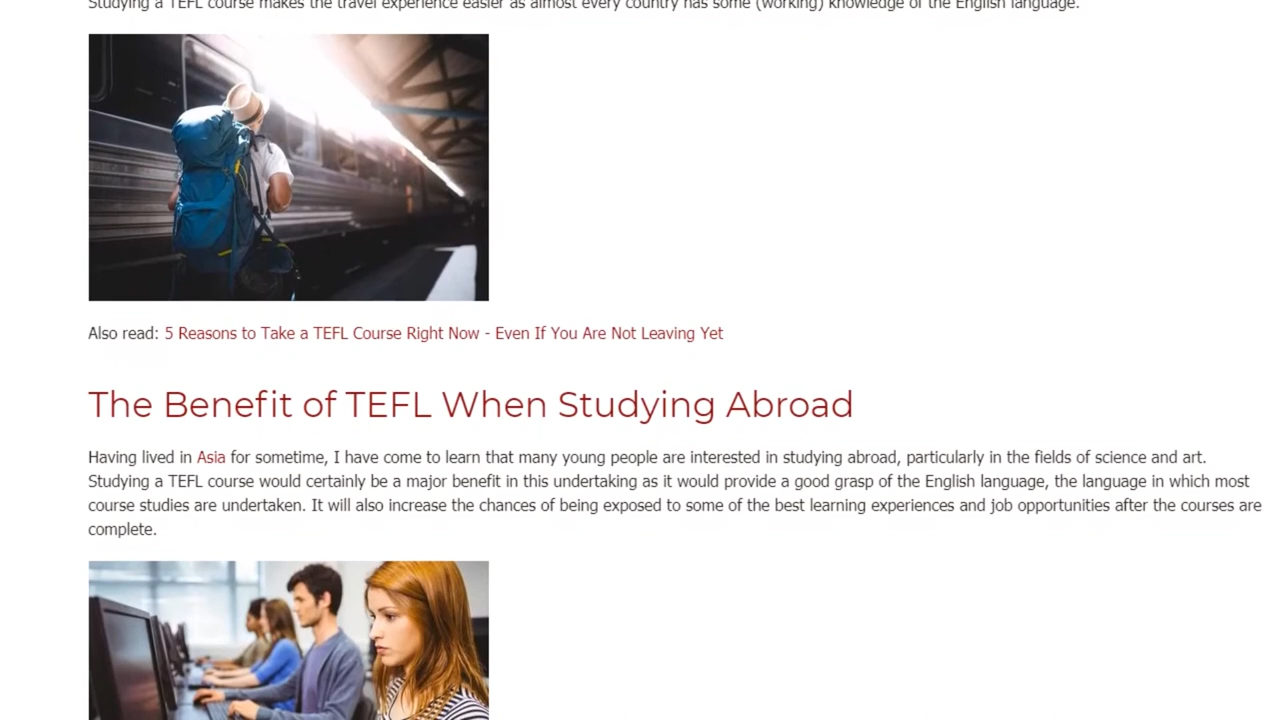 Studying a TEFL course makes the travel experience easier as almost every country has some (working) knowledge of the English language.
Also read: 5 Reasons to Take a TEFL Course Right Now - Even If You Are Not Leaving Yet
The Benefit of TEFL When Studying Abroad
Having lived in Asia for sometime, I have come to learn that many young people are interested in studying abroad, particularly in the fields of science and art.
Studying a TEFL course would certainly be a major benefit in this undertaking as it would provide a good grasp of the English language, the language in which most
course studies are undertaken. It will also increase the chances of being exposed to some of the best learning experiences and job opportunities after the courses are
complete.